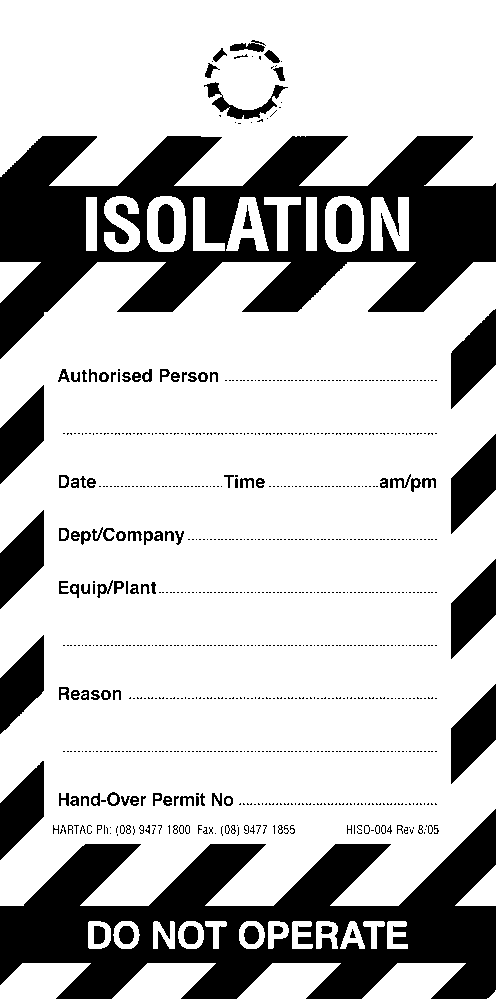 ISOLATION
Authorised Person
Date Time am/pm
Dept/Company
Equip/Plant
Reason
Hand-Over Permit No
HARTAC Ph: (08) 9477 1800 Fax. (08) 9477 1855 HISO-004 Rev 8/05
DO NOT OPERATE